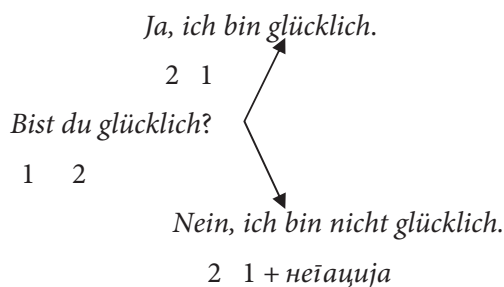 Ja, ich bin glücklich.
2 1
Bist du glücklich?
1 2
Nein, ich bin nicht glücklich.
2 1 + негација